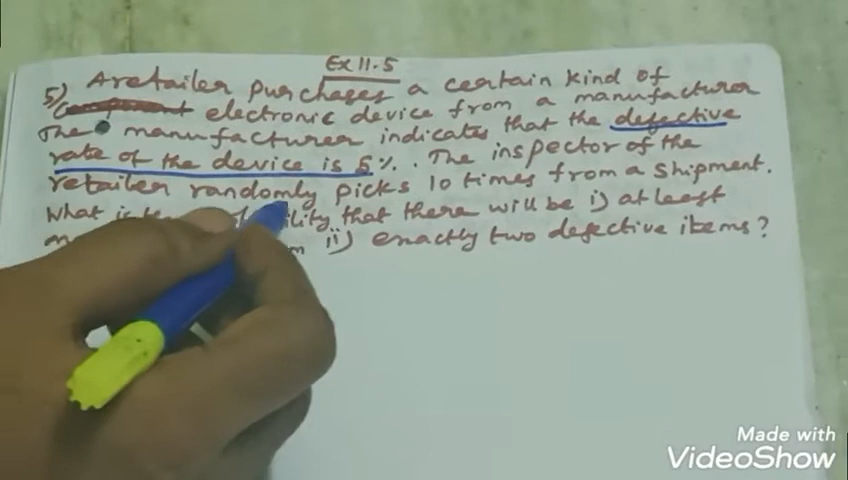 Ex 11.5
5) A retailer purchases a certain kind of
electronic device from a manufacturer
The manufacturer indicates that the defective
rate of the device is 5%. The inspector of the
retailer randomly picks 10 times from a shipment.
What is bility that there will be i) at least
ii) exactly two defective items?
Made with
VideoShow